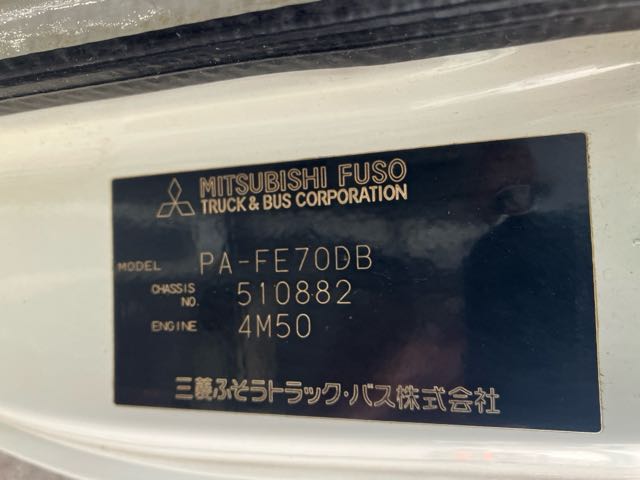 MITSUBISHI FUSO
TRUCK & BUS CORPORATION
MODEL PA-FE70DB
CHASSIS NO. 510882
ENGINE 4M50
三菱ふそうトラック・バス株式会社